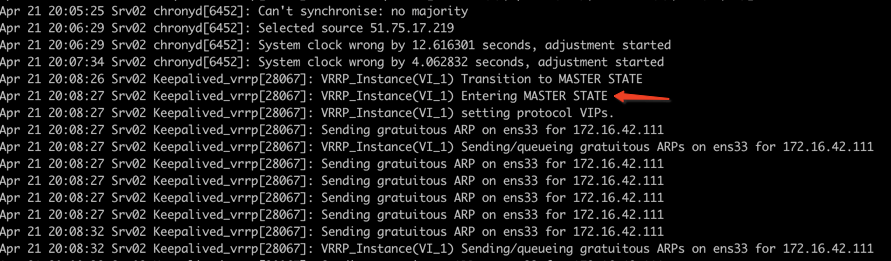 Apr 21 20:05:25 Srv02 chronyd[6452]: Can't synchronise: no majority
Apr 21 20:06:29 Srv02 chronyd[6452]: Selected source 51.75.17.219
Apr 21 20:06:29 Srv02 chronyd[6452]: System clock wrong by 12.616301 seconds, adjustment started
Apr 21 20:07:34 Srv02 chronyd[6452]: System clock wrong by 4.062832 seconds, adjustment started
Apr 21 20:08:26 Srv02 Keepalived_vrrp[28067]: VRRP_Instance(VI_1) Transition to MASTER STATE
Apr 21 20:08:27 Srv02 Keepalived_vrrp[28067]: VRRP_Instance(VI_1) Entering MASTER STATE
Apr 21 20:08:27 Srv02 Keepalived_vrrp[28067]: VRRP_Instance(VI_1) setting protocol VIPs.
Apr 21 20:08:27 Srv02 Keepalived_vrrp[28067]: Sending gratuitous ARP on ens33 for 172.16.42.111
Apr 21 20:08:27 Srv02 Keepalived_vrrp[28067]: VRRP_Instance(VI_1) Sending/queueing gratuitous ARPs on ens33 for 172.16.42.111
Apr 21 20:08:27 Srv02 Keepalived_vrrp[28067]: Sending gratuitous ARP on ens33 for 172.16.42.111
Apr 21 20:08:27 Srv02 Keepalived_vrrp[28067]: Sending gratuitous ARP on ens33 for 172.16.42.111
Apr 21 20:08:27 Srv02 Keepalived_vrrp[28067]: Sending gratuitous ARP on ens33 for 172.16.42.111
Apr 21 20:08:27 Srv02 Keepalived_vrrp[28067]: Sending gratuitous ARP on ens33 for 172.16.42.111
Apr 21 20:08:32 Srv02 Keepalived_vrrp[28067]: Sending gratuitous ARP on ens33 for 172.16.42.111
Apr 21 20:08:32 Srv02 Keepalived_vrrp[28067]: VRRP_Instance(VI_1) Sending/queueing gratuitous ARPs on ens33 for 172.16.42.111